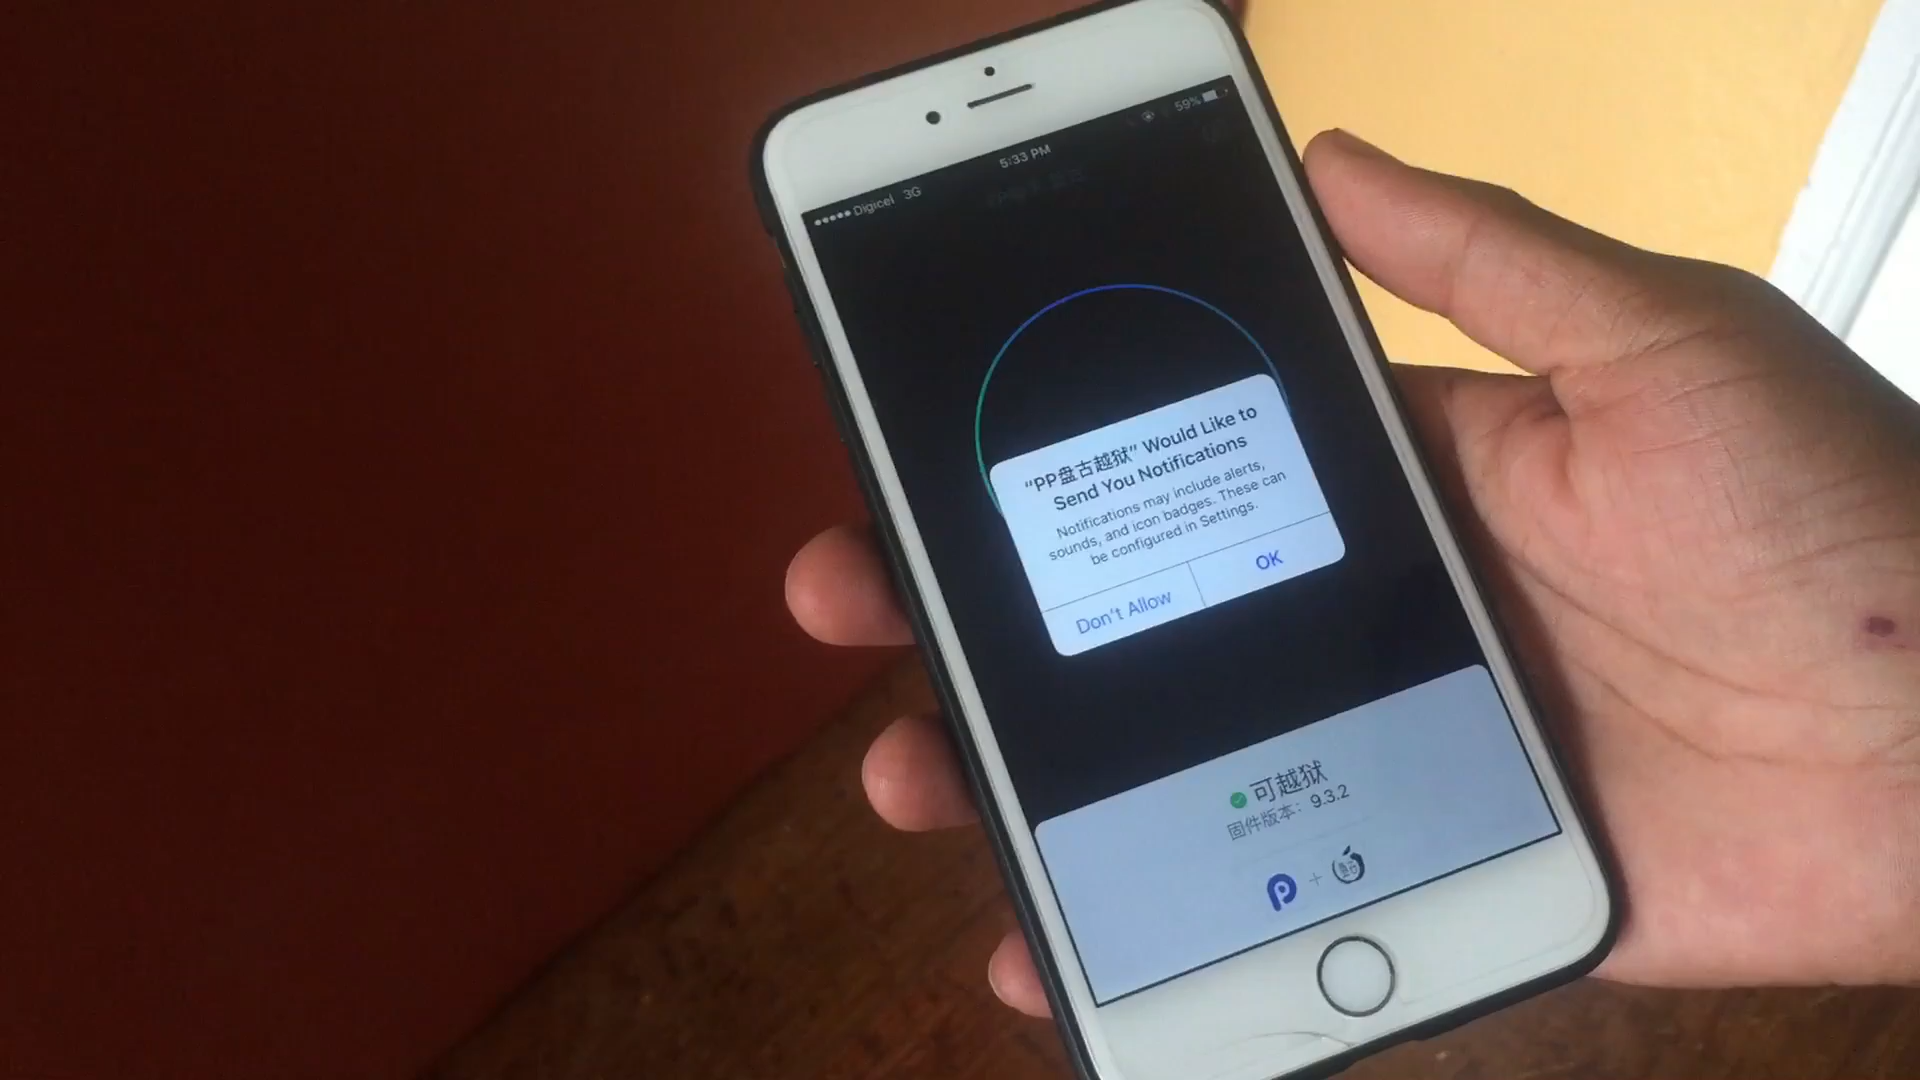 Digicel 3G
5:33 PM
59%
“PP盘古越狱” Would Like to
Send You Notifications
Notifications may include alerts,
sounds, and icon badges. These can
be configured in Settings.
Don't Allow
OK
可越狱
固件版本: 9.3.2
+